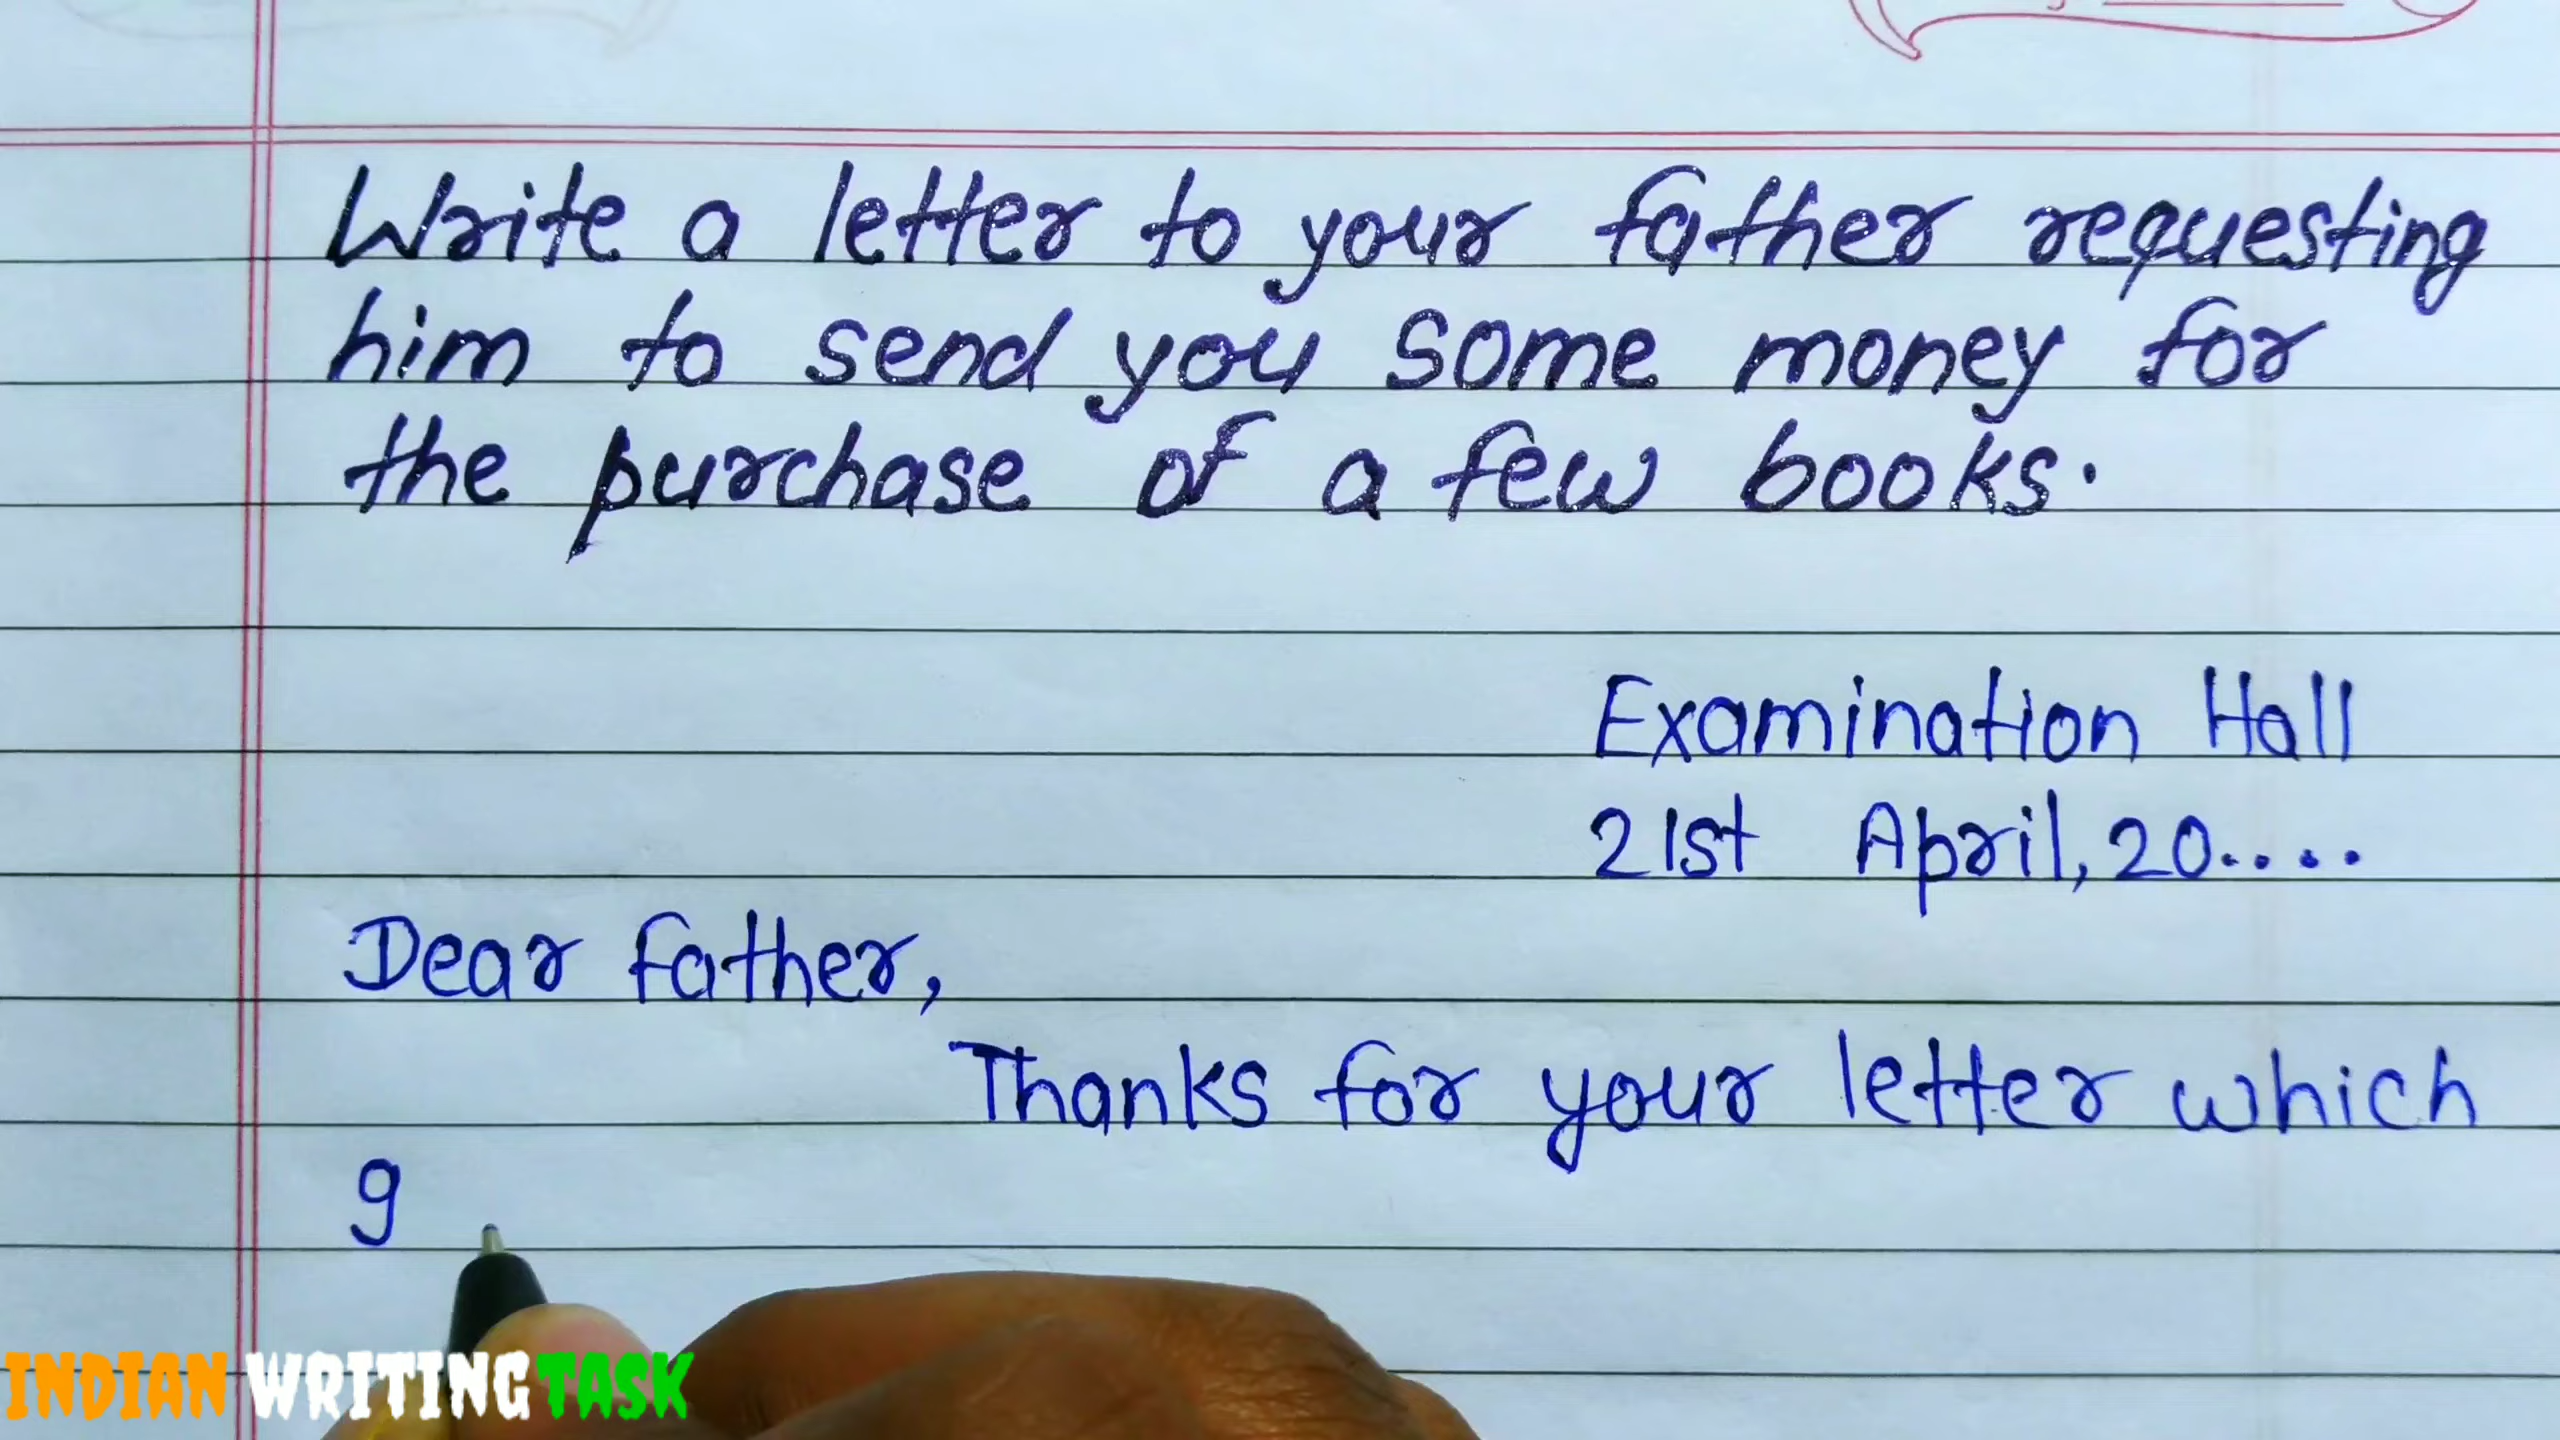 Write a letter to your father requesting
him to send you some money for
the purchase of a few books.
Examination Hall
21st April, 20....
Dear father,
Thanks for your letter which
g
INDIAN WRITING TASK